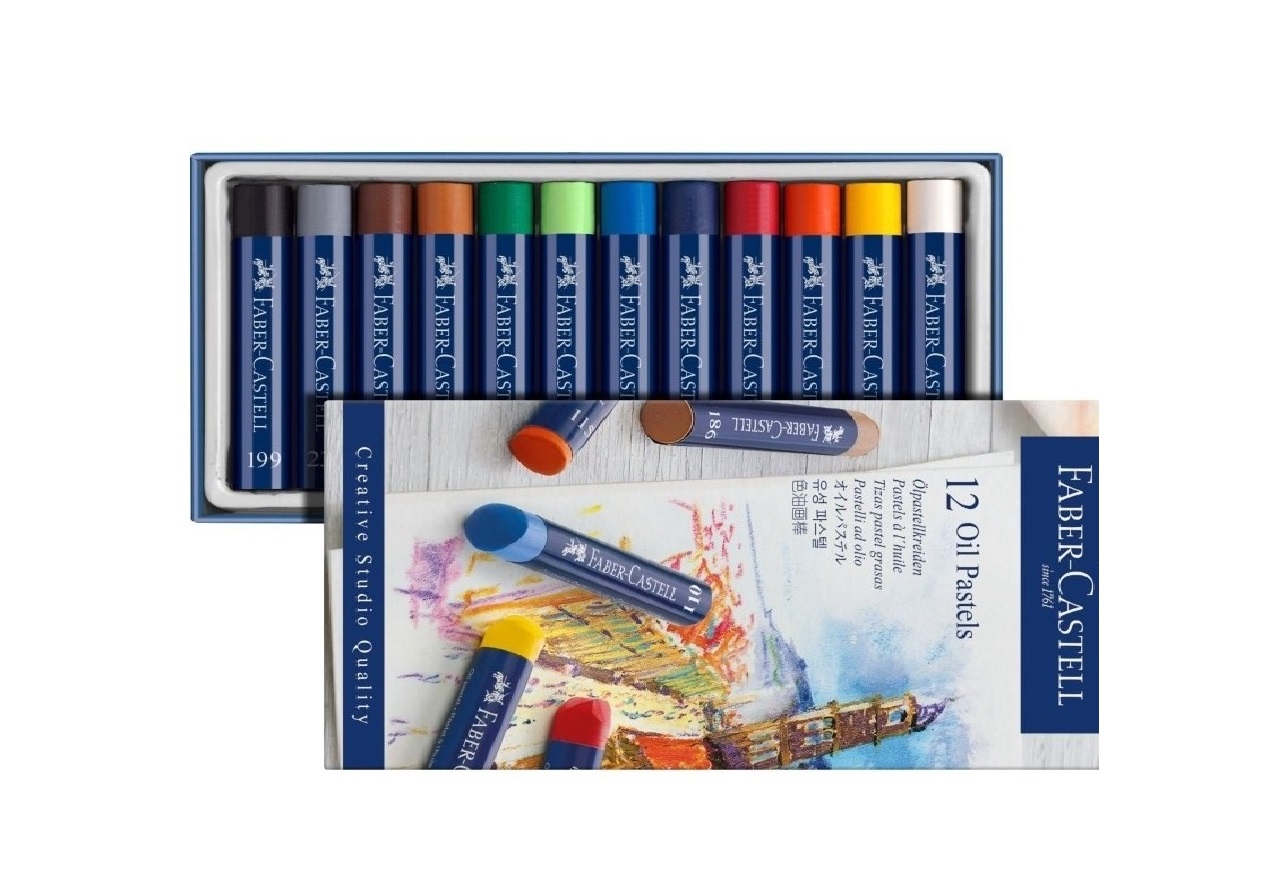 FABER-CASTELL
FABER-CASTELL
FABER-CASTELL
FABER-CASTELL
FABER-CASTELL
FABER-CASTELL
FABER-CASTELL
FABER-CASTELL
FABER-CASTELL
FABER-CASTELL
FABER-CASTELL
FABER-CASTELL
199
FABER-CASTELL
since 1761
12 Oil Pastels
Ölpastellkreiden
Pastels à l'huile
Tizas pastel grasas
Pastelli ad olio
オイルパステル
유성 파스텔
色油画棒
FABER-CASTELL
186
FABER-CASTELL
110
FABER-C
Creative Studio Quality